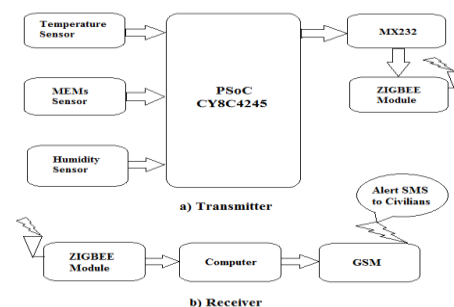 Temperature
Sensor
MX232
MEMs
Sensor
PSoC
CY8C4245
ZIGBEE
Module
Humidity
Sensor
a) Transmitter
Alert SMS
to Civilians
ZIGBEE
Module
Computer
GSM
b) Receiver